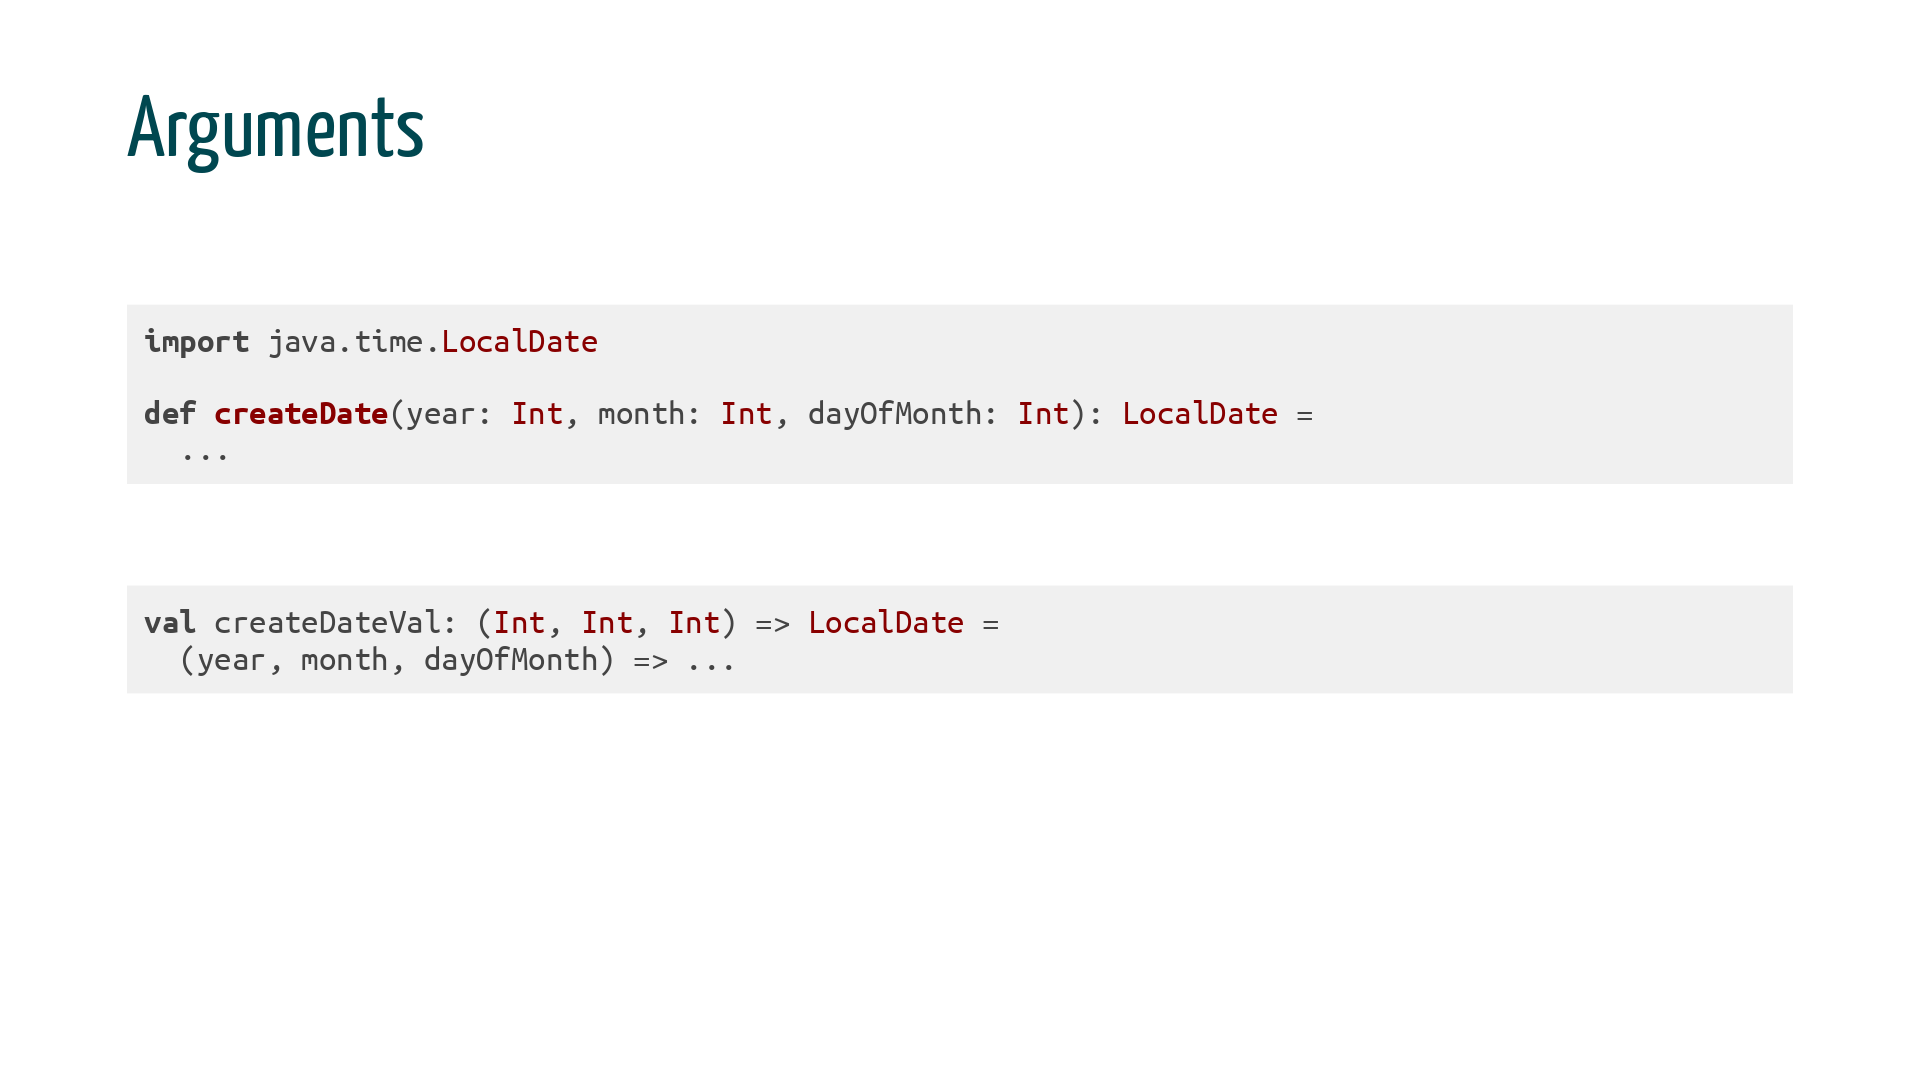 Arguments
import java.time.LocalDate
def createDate(year: Int, month: Int, dayOfMonth: Int): LocalDate =
  ...
val createDateVal: (Int, Int, Int) => LocalDate =
  (year, month, dayOfMonth) => ...